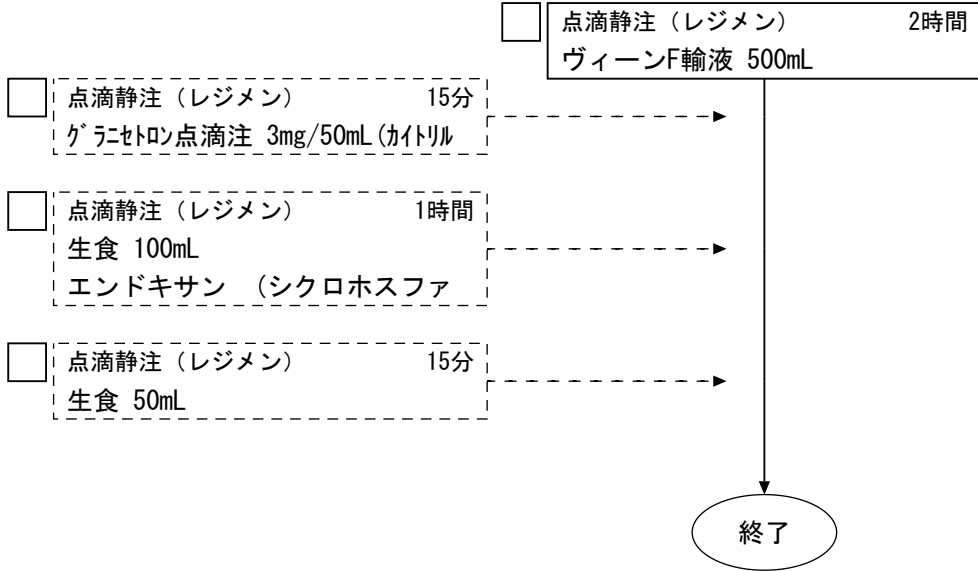 点滴静注（レジメン） 2時間
ヴィーンF輸液 500mL
点滴静注（レジメン） 15分
ｸﾞﾗﾆｾﾄﾛﾝ点滴注 3mg/50mL(ｶｲﾄﾘﾙ
点滴静注（レジメン） 1時間
生食 100mL
エンドキサン （シクロホスファ
点滴静注（レジメン） 15分
生食 50mL
終了